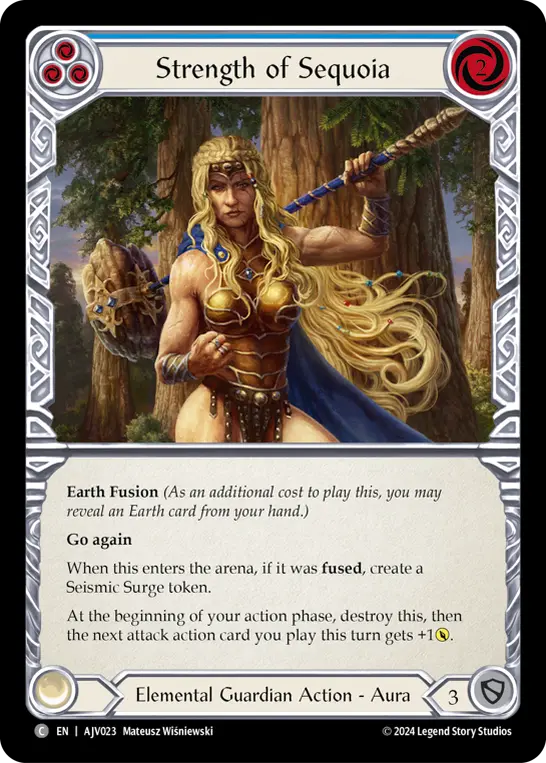 Strength of Sequoia
2
Earth Fusion (As an additional cost to play this, you may
reveal an Earth card from your hand.)
Go again
When this enters the arena, if it was fused, create a
Seismic Surge token.
At the beginning of your action phase, destroy this, then
the next attack action card you play this turn gets +1.
Elemental Guardian Action - Aura
3
C EN | AJV023 Mateusz Wiśniewski
© 2024 Legend Story Studios